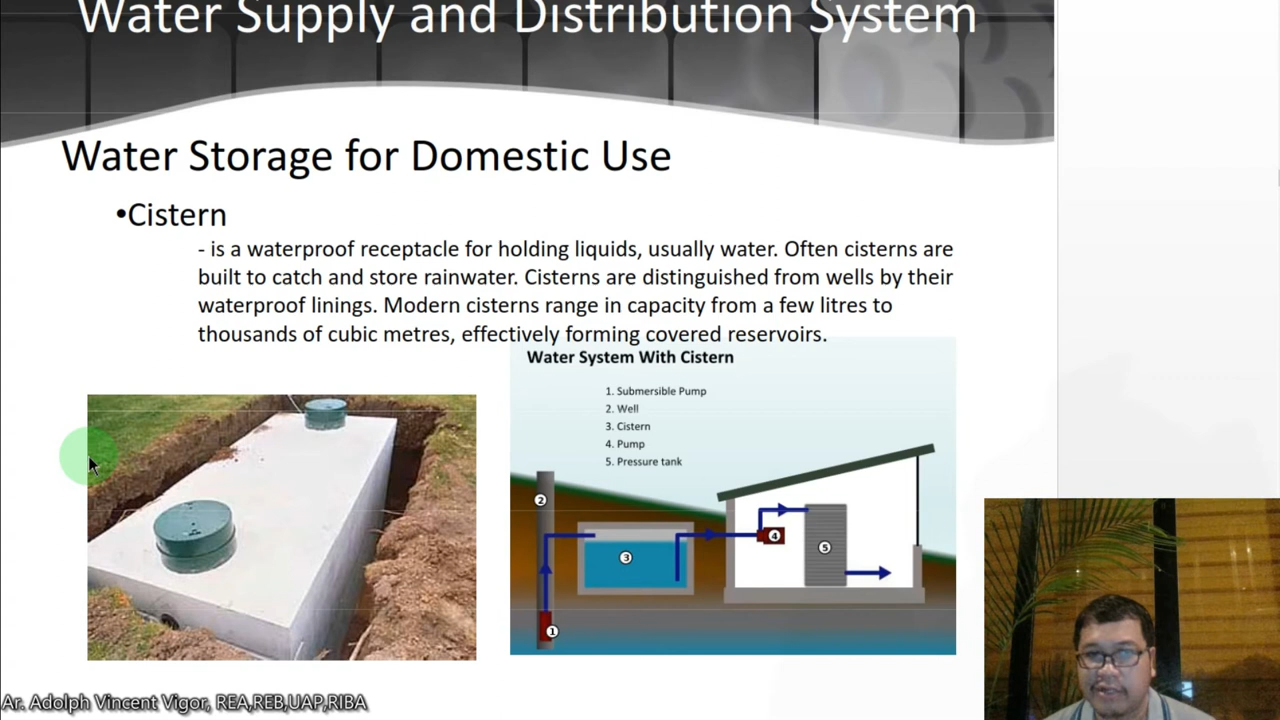 Water Supply and Distribution System
Water Storage for Domestic Use
•Cistern
- is a waterproof receptacle for holding liquids, usually water. Often cisterns are
built to catch and store rainwater. Cisterns are distinguished from wells by their
waterproof linings. Modern cisterns range in capacity from a few litres to
thousands of cubic metres, effectively forming covered reservoirs.
Water System With Cistern
1. Submersible Pump
2. Well
3. Cistern
4. Pump
5. Pressure tank
2
3
4
5
1
Ar. Adolph Vincent Vigor, REA,REB,UAP,RIBA